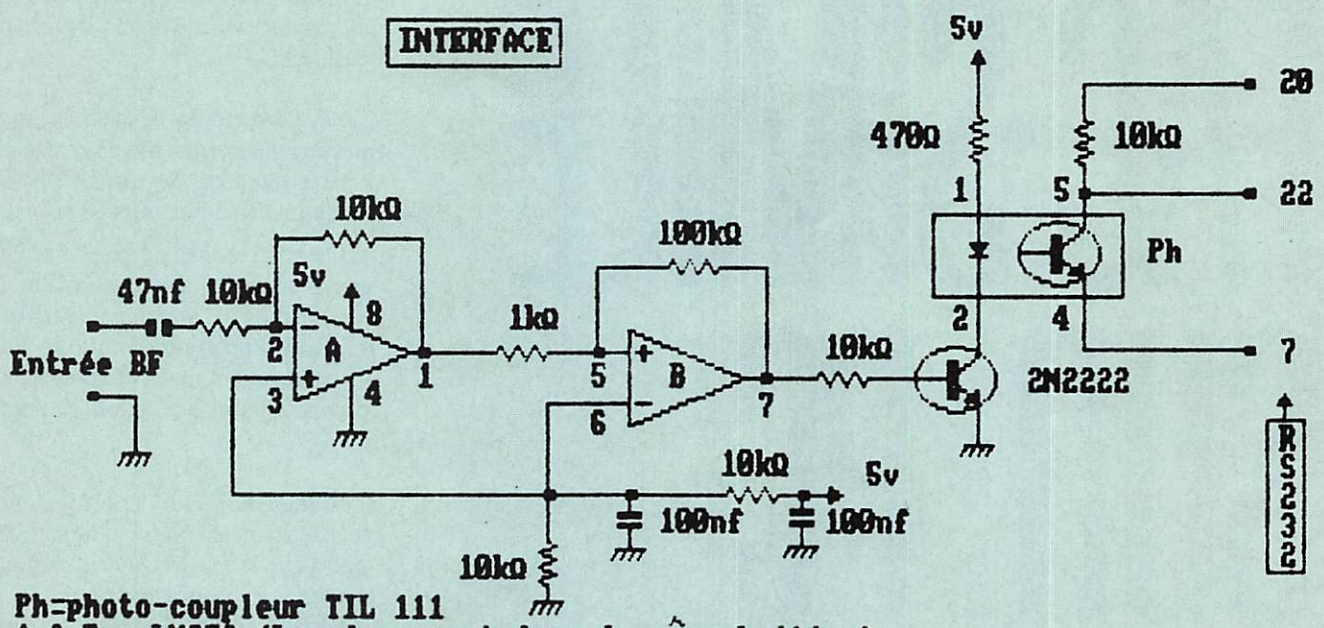 INTERFACE
5v
20
470Ω
10kΩ
1
5
22
10kΩ
100kΩ
Ph
47nf
10kΩ
5v
8
1kΩ
2
4
2
A
10kΩ
7
Entrée BF
1
5
B
2N2222
3
4
6
7
10kΩ
5v
RS232
100nf
100nf
10kΩ
Ph=photo-coupleur TIL 111